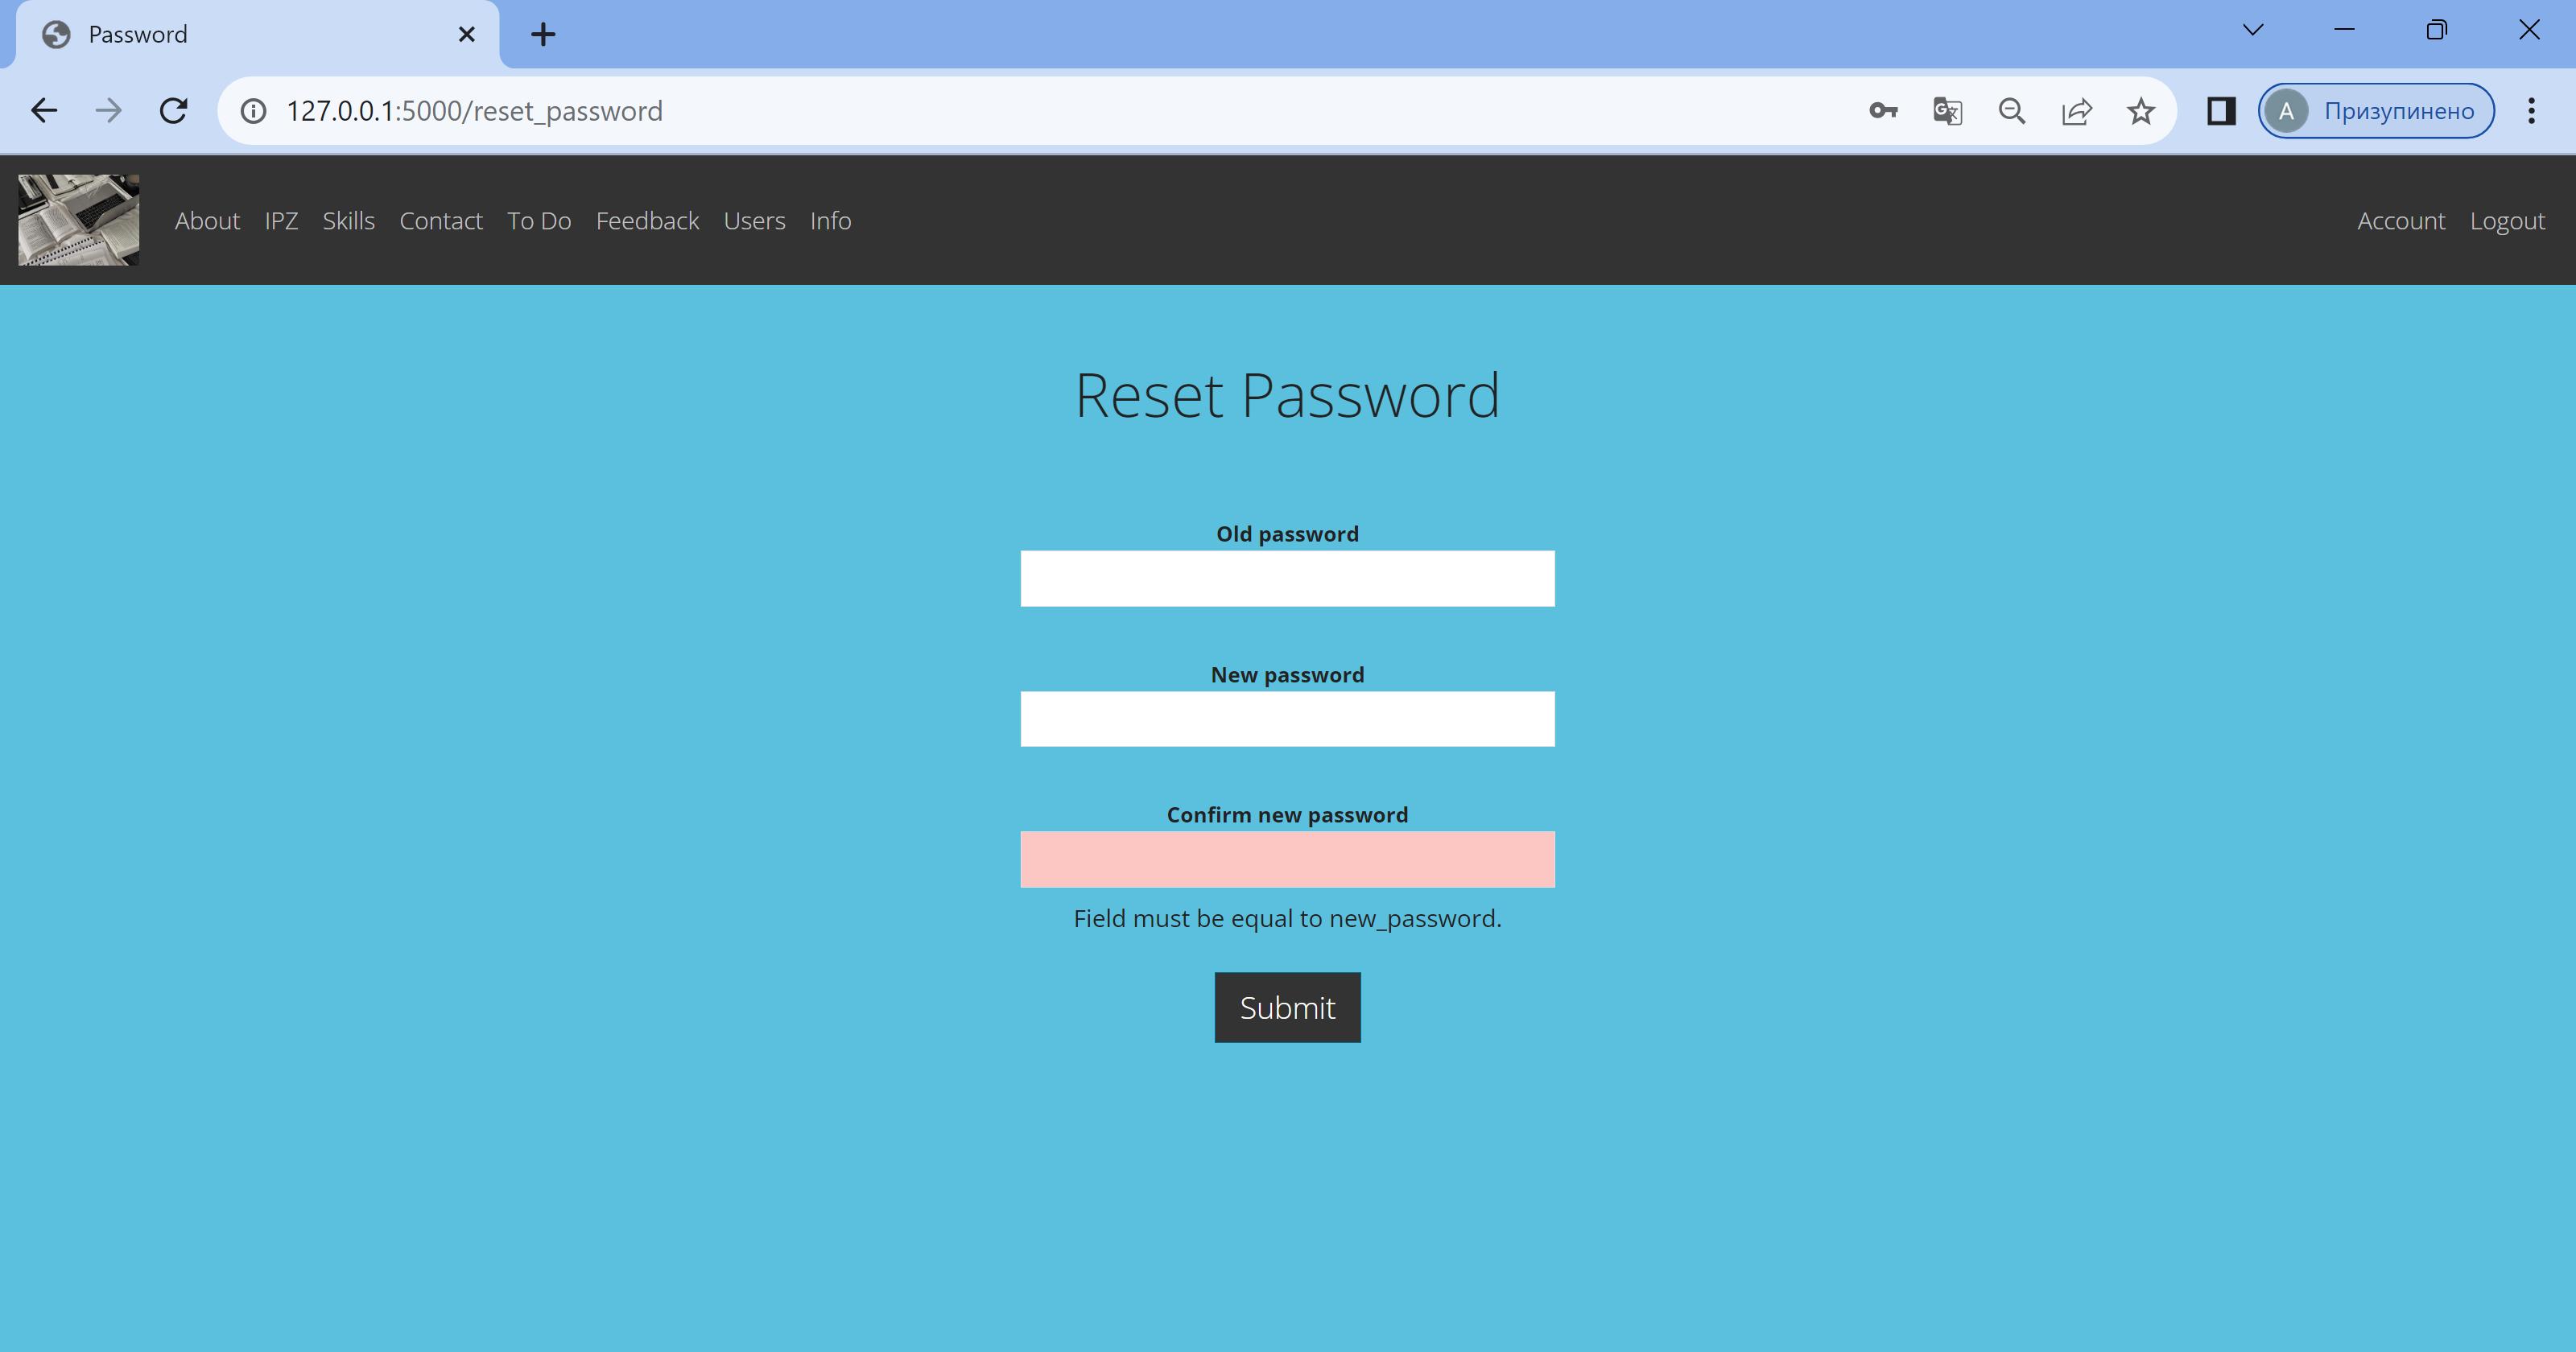 Password
127.0.0.1:5000/reset_password
A Призупинено
About IPZ Skills Contact To Do Feedback Users Info Account Logout
Reset Password
Old password
New password
Confirm new password
Field must be equal to new_password.
Submit